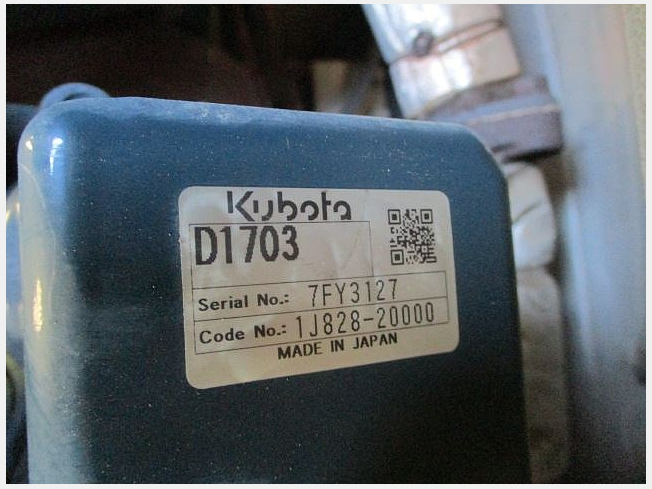 Kubota
D1703
Serial No.: 7FY3127
Code No.: 1J828-20000
MADE IN JAPAN